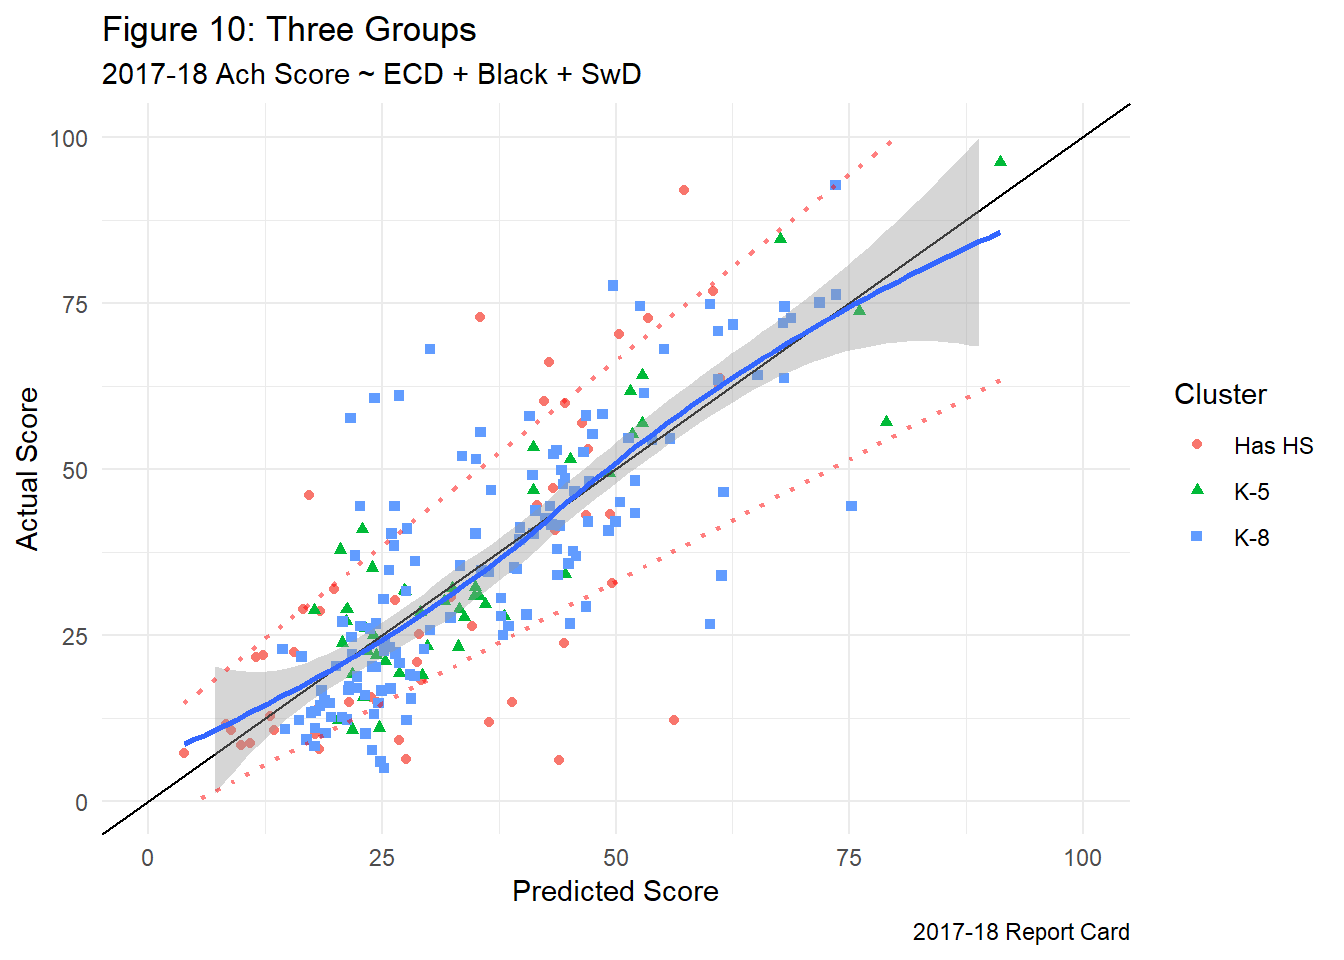 Figure 10: Three Groups
2017-18 Ach Score ~ ECD + Black + SwD
100
75
50
25
0
Actual Score
0 25 50 75 100
Predicted Score
Cluster
Has HS
K-5
K-8
2017-18 Report Card